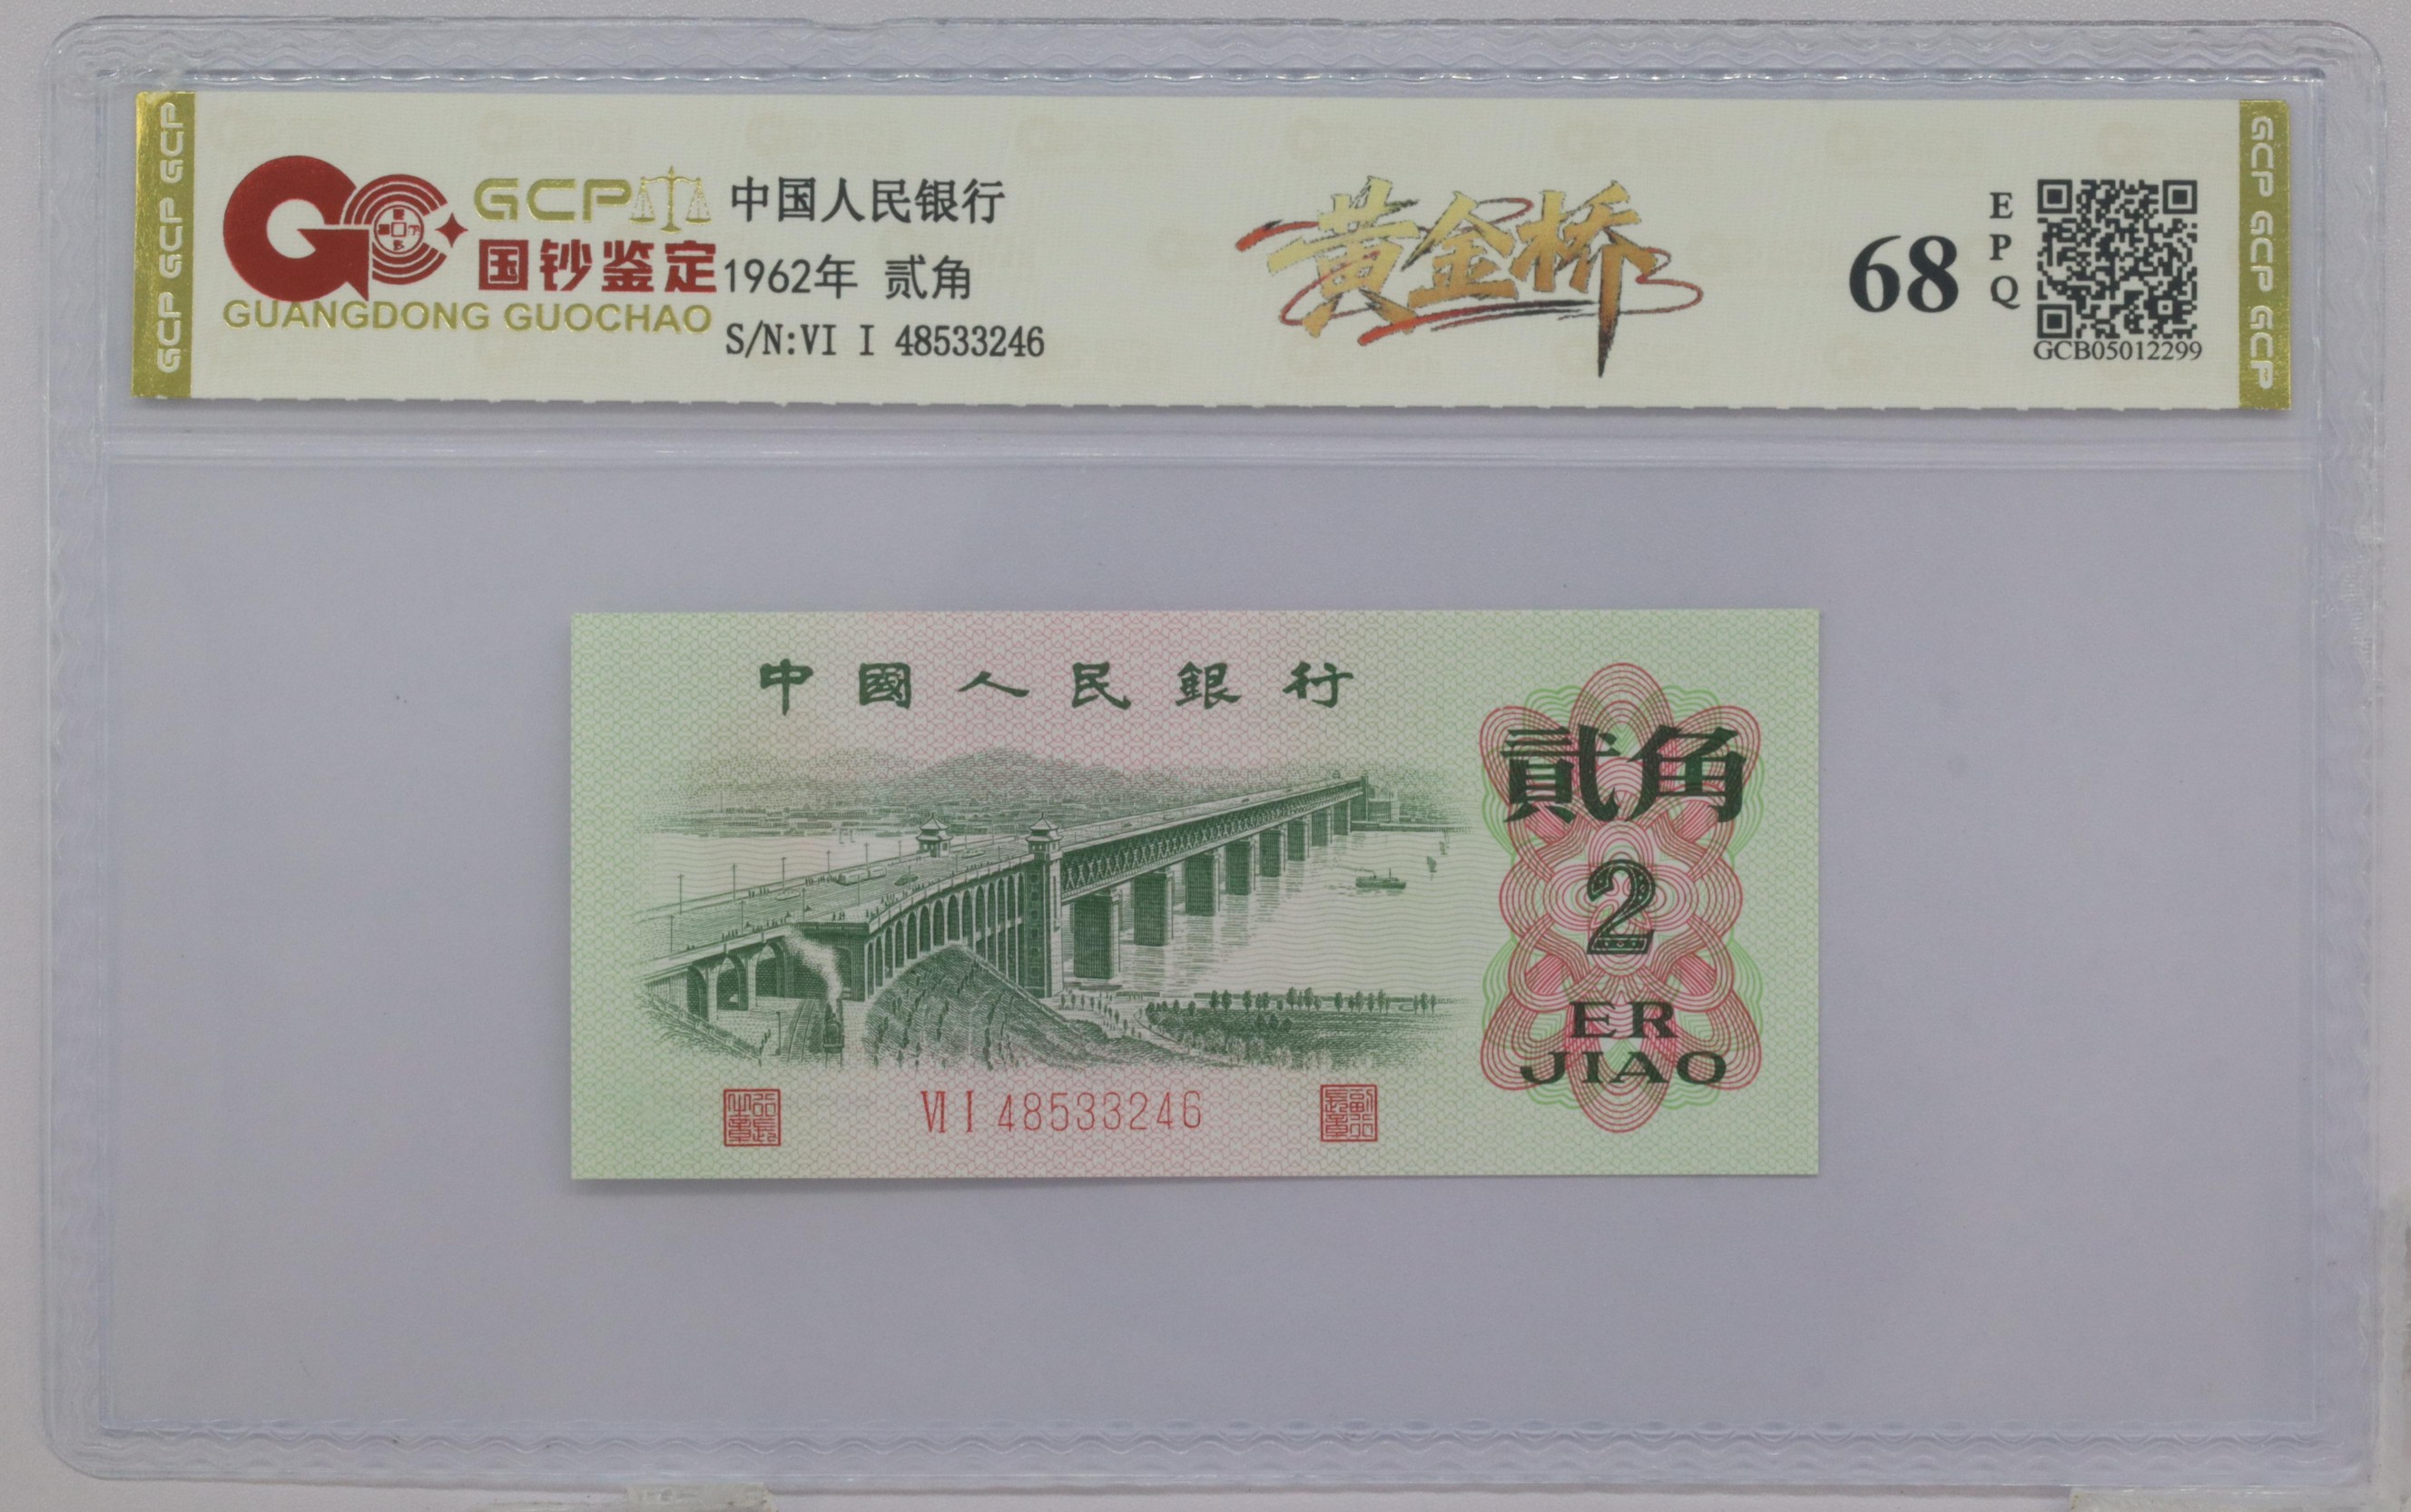 GCP GCP GCP
GCP
国钞鉴定
GUANGDONG GUOCHAO
中国人民银行
1962年 贰角
S/N:VI I 48533246
黄金桥
68
EPQ
GCB05012299
GCP GCP GCP
中國人民銀行
貳角
2
ER
JIAO
VI I 48533246